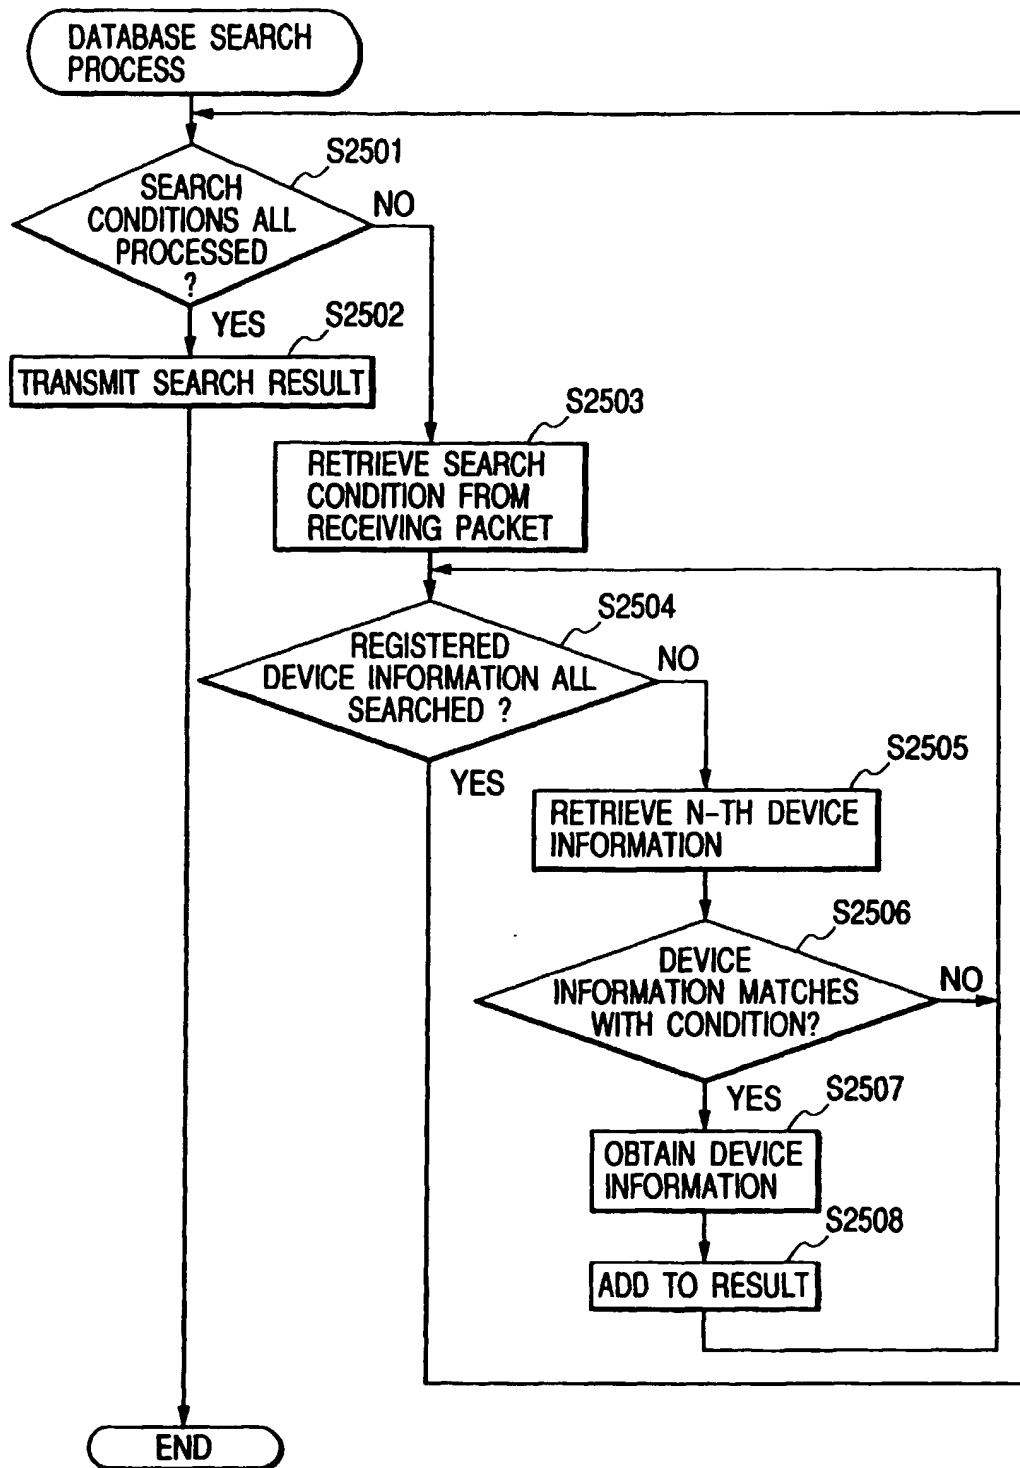 DATABASE SEARCH
PROCESS
S2501
SEARCH
CONDITIONS ALL
PROCESSED
?
NO
YES
S2502
TRANSMIT SEARCH RESULT
S2503
RETRIEVE SEARCH
CONDITION FROM
RECEIVING PACKET
S2504
REGISTERED
DEVICE INFORMATION ALL
SEARCHED ?
NO
YES
S2505
RETRIEVE N-TH DEVICE
INFORMATION
S2506
DEVICE
INFORMATION MATCHES
WITH CONDITION?
NO
YES
S2507
OBTAIN DEVICE
INFORMATION
S2508
ADD TO RESULT
END